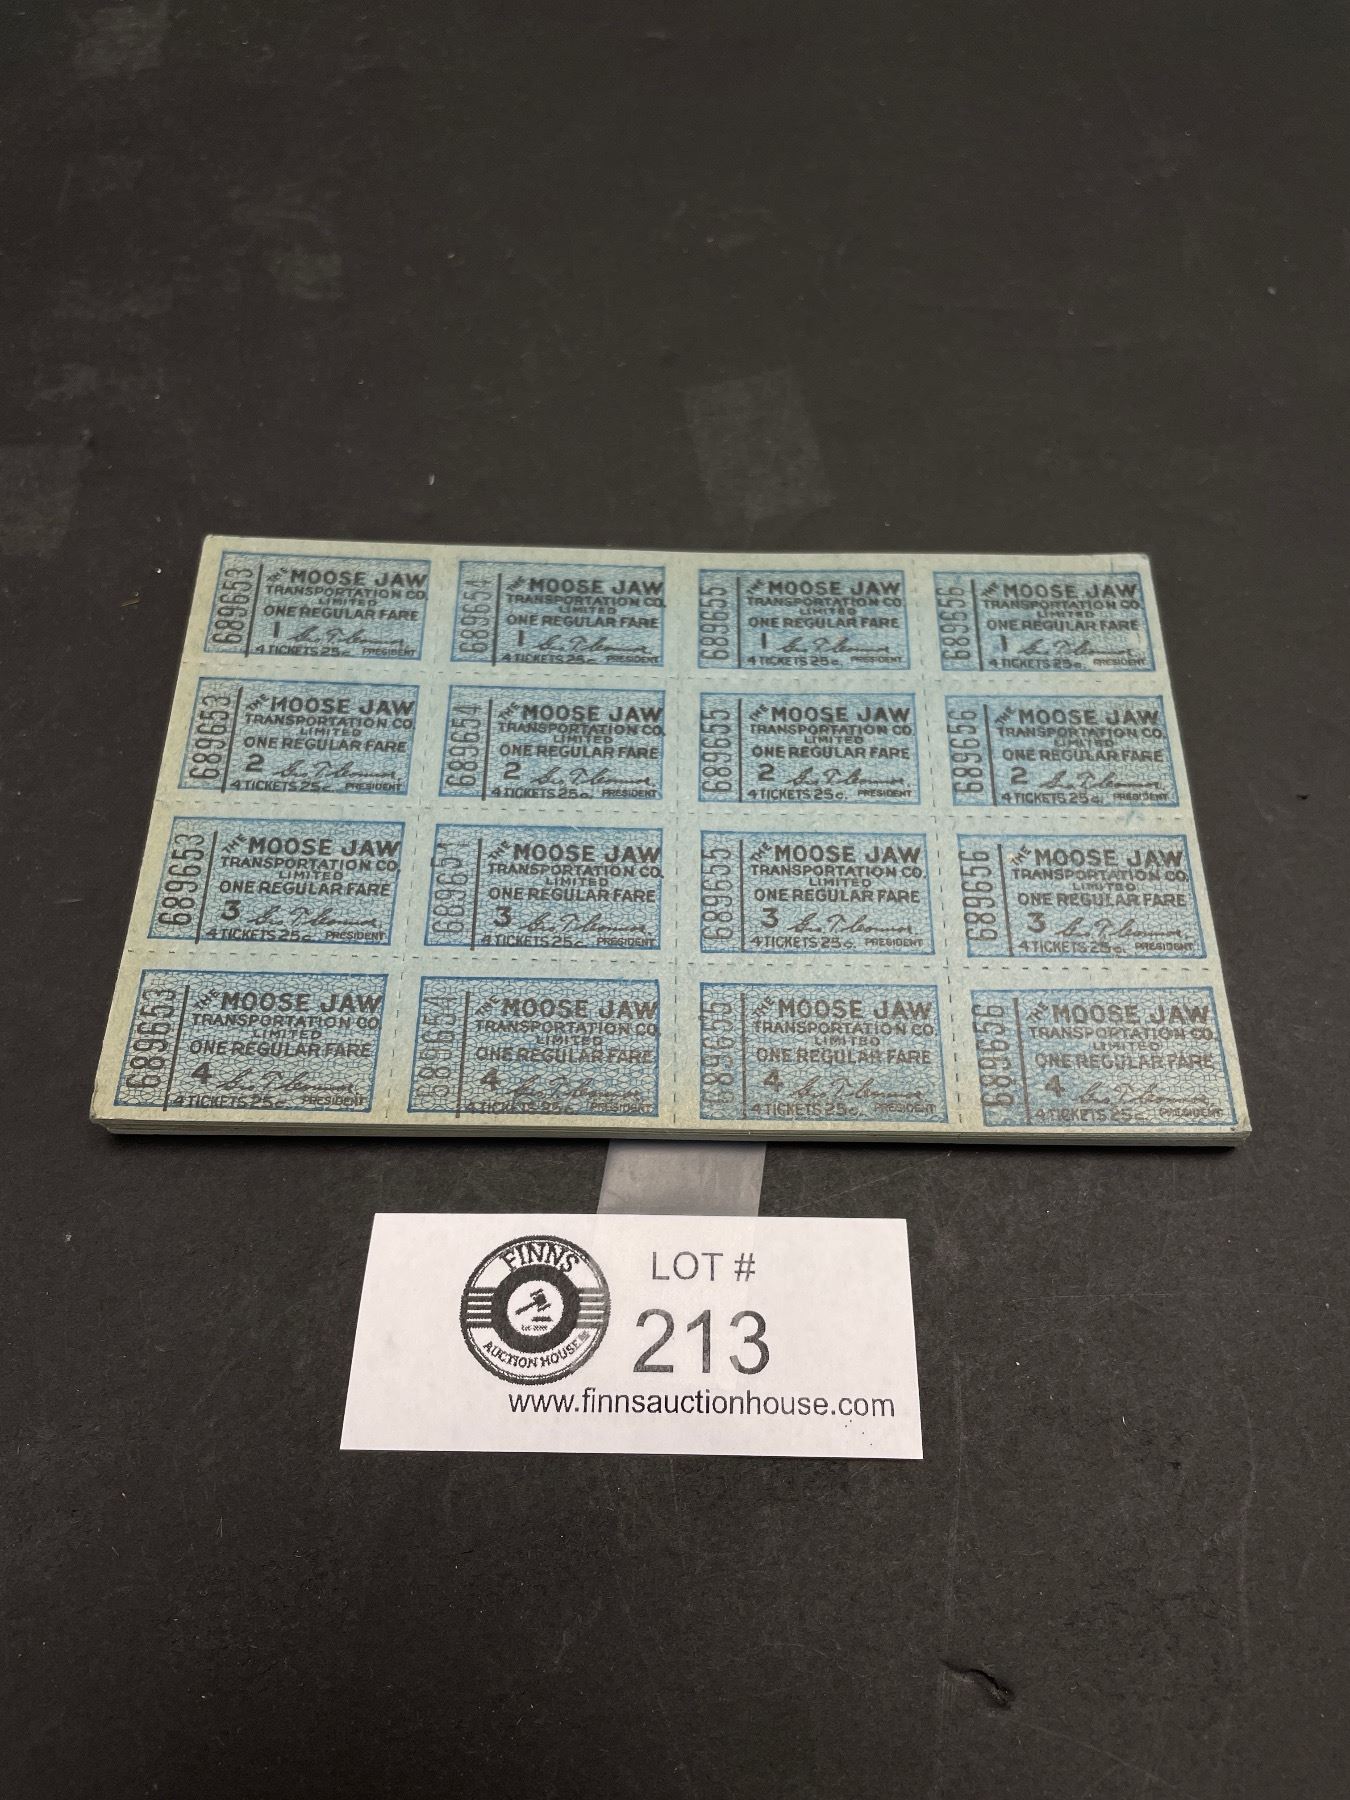 689653
THE MOOSE JAW
TRANSPORTATION CO.
LIMITED
ONE REGULAR FARE
1
4 TICKETS 25c. PRESIDENT
689654
THE MOOSE JAW
TRANSPORTATION CO.
LIMITED
ONE REGULAR FARE
1
4 TICKETS 25c. PRESIDENT
689655
THE MOOSE JAW
TRANSPORTATION CO.
LIMITED
ONE REGULAR FARE
1
4 TICKETS 25c. PRESIDENT
689656
THE MOOSE JAW
TRANSPORTATION CO.
LIMITED
ONE REGULAR FARE
1
4 TICKETS 25c. PRESIDENT
689653
THE MOOSE JAW
TRANSPORTATION CO.
LIMITED
ONE REGULAR FARE
2
4 TICKETS 25c. PRESIDENT
689654
THE MOOSE JAW
TRANSPORTATION CO.
LIMITED
ONE REGULAR FARE
2
4 TICKETS 25c. PRESIDENT
689655
THE MOOSE JAW
TRANSPORTATION CO.
LIMITED
ONE REGULAR FARE
2
4 TICKETS 25c. PRESIDENT
689656
THE MOOSE JAW
TRANSPORTATION CO.
LIMITED
ONE REGULAR FARE
2
4 TICKETS 25c. PRESIDENT
689653
THE MOOSE JAW
TRANSPORTATION CO.
LIMITED
ONE REGULAR FARE
3
4 TICKETS 25c. PRESIDENT
689654
THE MOOSE JAW
TRANSPORTATION CO.
LIMITED
ONE REGULAR FARE
3
4 TICKETS 25c. PRESIDENT
689655
THE MOOSE JAW
TRANSPORTATION CO.
LIMITED
ONE REGULAR FARE
3
4 TICKETS 25c. PRESIDENT
689656
THE MOOSE JAW
TRANSPORTATION CO.
LIMITED
ONE REGULAR FARE
3
4 TICKETS 25c. PRESIDENT
689653
THE MOOSE JAW
TRANSPORTATION CO.
LIMITED
ONE REGULAR FARE
4
4 TICKETS 25c. PRESIDENT
689654
THE MOOSE JAW
TRANSPORTATION CO.
LIMITED
ONE REGULAR FARE
4
4 TICKETS 25c. PRESIDENT
689655
THE MOOSE JAW
TRANSPORTATION CO.
LIMITED
ONE REGULAR FARE
4
4 TICKETS 25c. PRESIDENT
689656
THE MOOSE JAW
TRANSPORTATION CO.
LIMITED
ONE REGULAR FARE
4
4 TICKETS 25c. PRESIDENT
FINNS
AUCTION HOUSE
LOT #
213
www.finnsauctionhouse.com